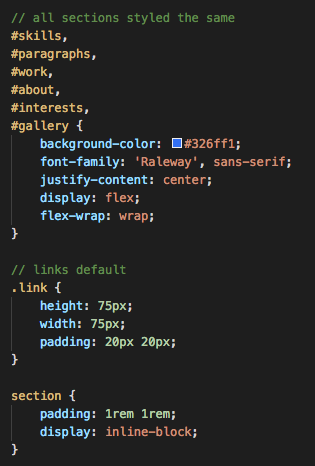 // all sections styled the same
#skills,
#paragraphs,
#work,
#about,
#interests,
#gallery {
    background-color: #326ff1;
    font-family: 'Raleway', sans-serif;
    justify-content: center;
    display: flex;
    flex-wrap: wrap;
}

// links default
.link {
    height: 75px;
    width: 75px;
    padding: 20px 20px;
}

section {
    padding: 1rem 1rem;
    display: inline-block;
}